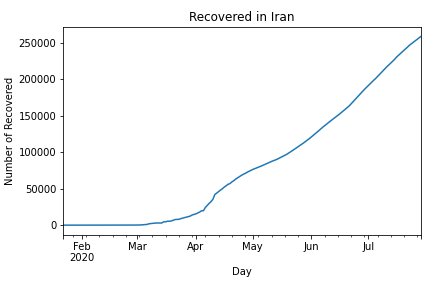 Recovered in Iran
Number of Recovered
250000
200000
150000
100000
50000
0
Feb Mar Apr May Jun Jul
2020
Day